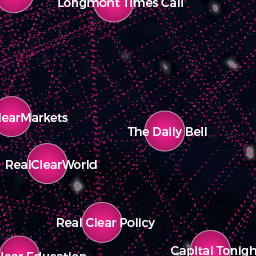 Longmont Times Call
learMarkets
The Daily Bell
RealClearWorld
Real Clear Policy
Capital Tonigh
lear Education